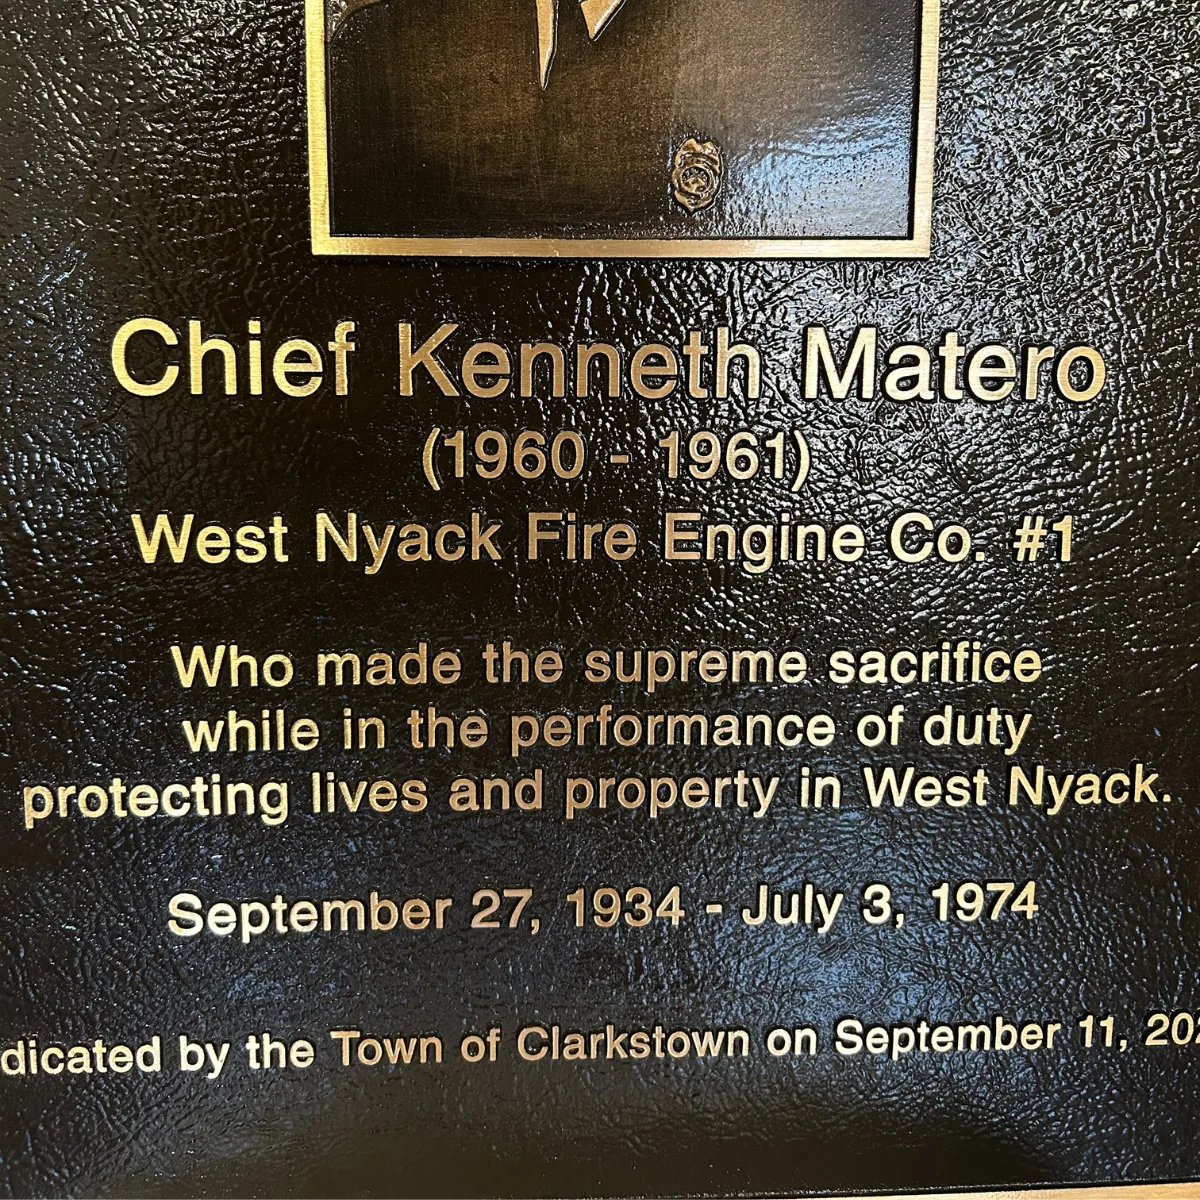 Chief Kenneth Matero
(1960 - 1961)
West Nyack Fire Engine Co. #1
Who made the supreme sacrifice
while in the performance of duty
protecting lives and property in West Nyack.
September 27, 1934 - July 3, 1974
dicated by the Town of Clarkstown on September 11, 202